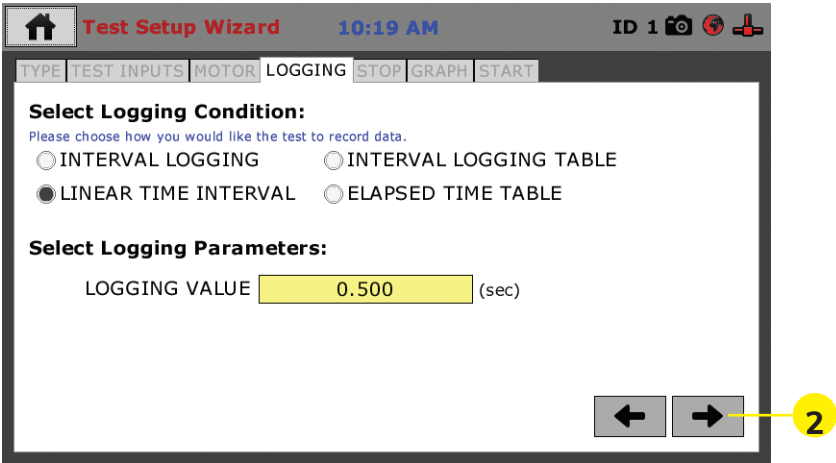 Test Setup Wizard 10:19 AM ID 1
TYPE TEST INPUTS MOTOR LOGGING STOP GRAPH START
Select Logging Condition:
Please choose how you would like the test to record data.
INTERVAL LOGGING INTERVAL LOGGING TABLE
LINEAR TIME INTERVAL ELAPSED TIME TABLE
Select Logging Parameters:
LOGGING VALUE 0.500 (sec)
2